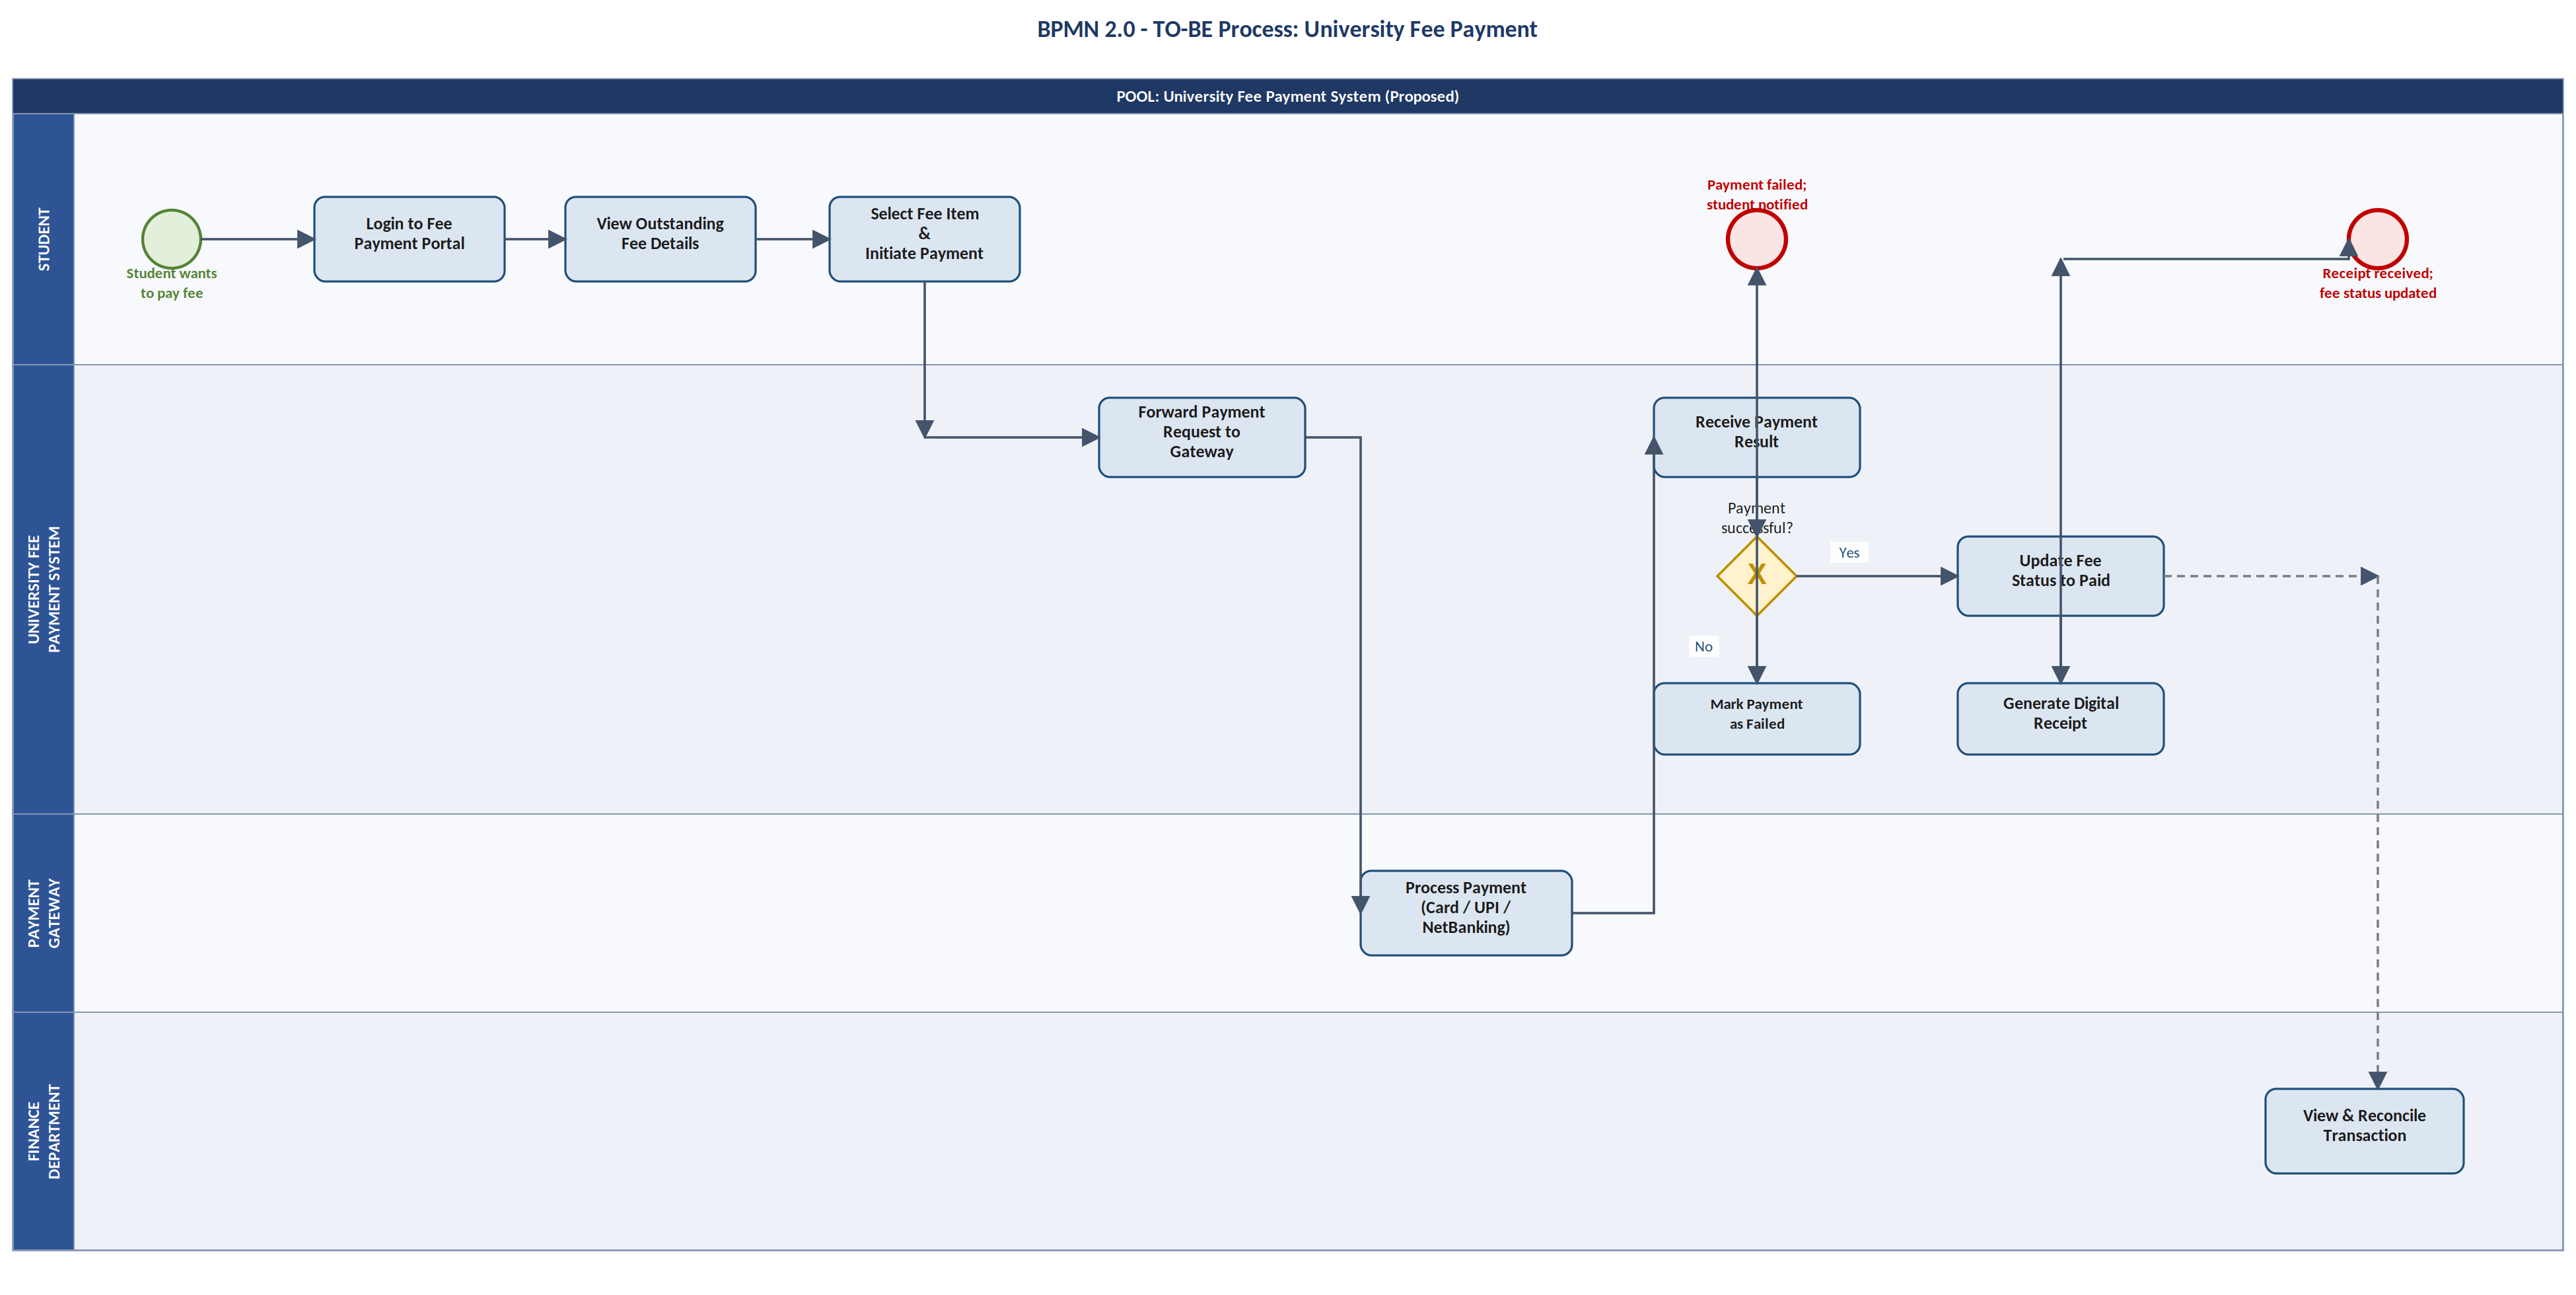 BPMN 2.0 - TO-BE Process: University Fee Payment
POOL: University Fee Payment System (Proposed)
STUDENT
Student wants
to pay fee
Login to Fee
Payment Portal
View Outstanding
Fee Details
Select Fee Item
&
Initiate Payment
Payment failed;
student notified
Receipt received;
fee status updated
UNIVERSITY FEE
PAYMENT SYSTEM
Forward Payment
Request to
Gateway
Receive Payment
Result
Payment
successful?
X
Yes
No
Update Fee
Status to Paid
Mark Payment
as Failed
Generate Digital
Receipt
PAYMENT
GATEWAY
Process Payment
(Card / UPI /
NetBanking)
FINANCE
DEPARTMENT
View & Reconcile
Transaction